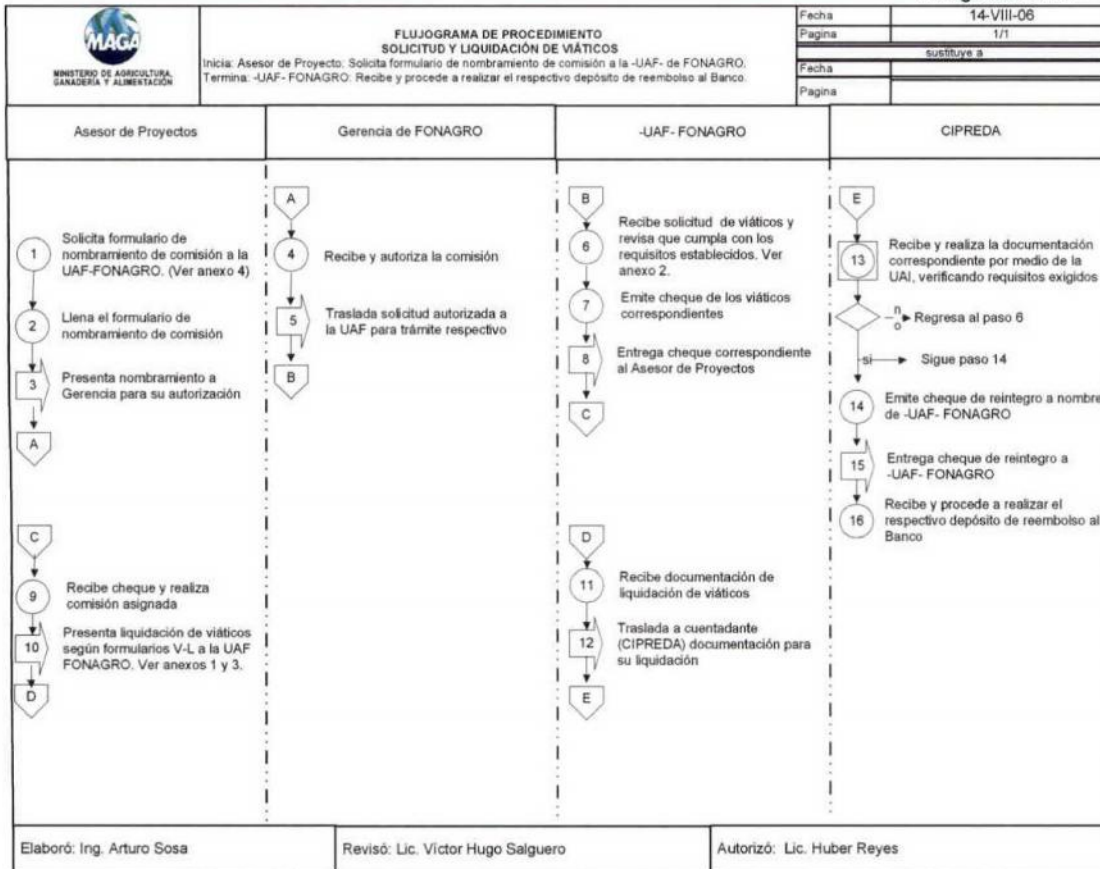 MAGA
MINISTERIO DE AGRICULTURA,
GANADERÍA Y ALIMENTACIÓN
FLUJOGRAMA DE PROCEDIMIENTO
SOLICITUD Y LIQUIDACIÓN DE VIÁTICOS
Inicia: Asesor de Proyecto: Solicita formulario de nombramiento de comisión a la -UAF- de FONAGRO.
Termina: -UAF- FONAGRO: Recibe y procede a realizar el respectivo depósito de reembolso al Banco.
Fecha 14-VIII-06
Pagina 1/1
sustituye a
Fecha
Pagina
Asesor de Proyectos
Gerencia de FONAGRO
-UAF- FONAGRO
CIPREDA
1
Solicita formulario de
nombramiento de comisión a la
UAF-FONAGRO. (Ver anexo 4)
2
Llena el formulario de
nombramiento de comisión
3
Presenta nombramiento a
Gerencia para su autorización
A
C
9
Recibe cheque y realiza
comisión asignada
10
Presenta liquidación de viáticos
según formularios V-L a la UAF
FONAGRO. Ver anexos 1 y 3.
D
A
4
Recibe y autoriza la comisión
5
Traslada solicitud autorizada a
la UAF para trámite respectivo
B
B
6
Recibe solicitud de viáticos y
revisa que cumpla con los
requisitos establecidos. Ver
anexo 2.
7
Emite cheque de los viáticos
correspondientes
8
Entrega cheque correspondiente
al Asesor de Proyectos
C
D
11
Recibe documentación de
liquidación de viáticos
12
Traslada a cuentadante
(CIPREDA) documentación para
su liquidación
E
E
13
Recibe y realiza la documentación
correspondiente por medio de la
UAI, verificando requisitos exigidos
no
Regresa al paso 6
si
Sigue paso 14
14
Emite cheque de reintegro a nombre
de -UAF- FONAGRO
15
Entrega cheque de reintegro a
-UAF- FONAGRO
16
Recibe y procede a realizar el
respectivo depósito de reembolso al
Banco
Elaboró: Ing. Arturo Sosa
Revisó: Lic. Víctor Hugo Salguero
Autorizó: Lic. Huber Reyes